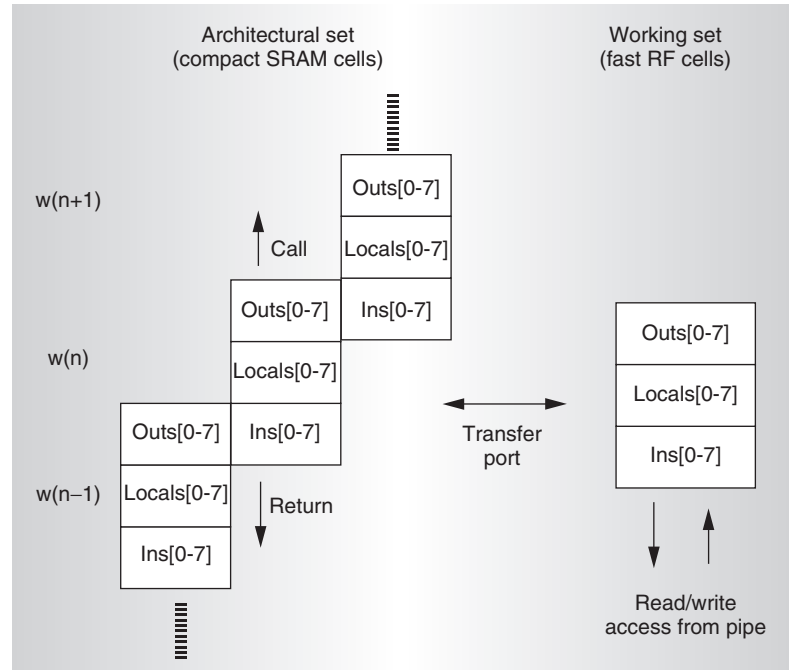 Architectural set
(compact SRAM cells)
Working set
(fast RF cells)
w(n+1)
Outs[0-7]
Locals[0-7]
Ins[0-7]
Call
w(n)
Outs[0-7]
Locals[0-7]
Ins[0-7]
Return
w(n−1)
Outs[0-7]
Locals[0-7]
Ins[0-7]
Transfer
port
Outs[0-7]
Locals[0-7]
Ins[0-7]
Read/write
access from pipe